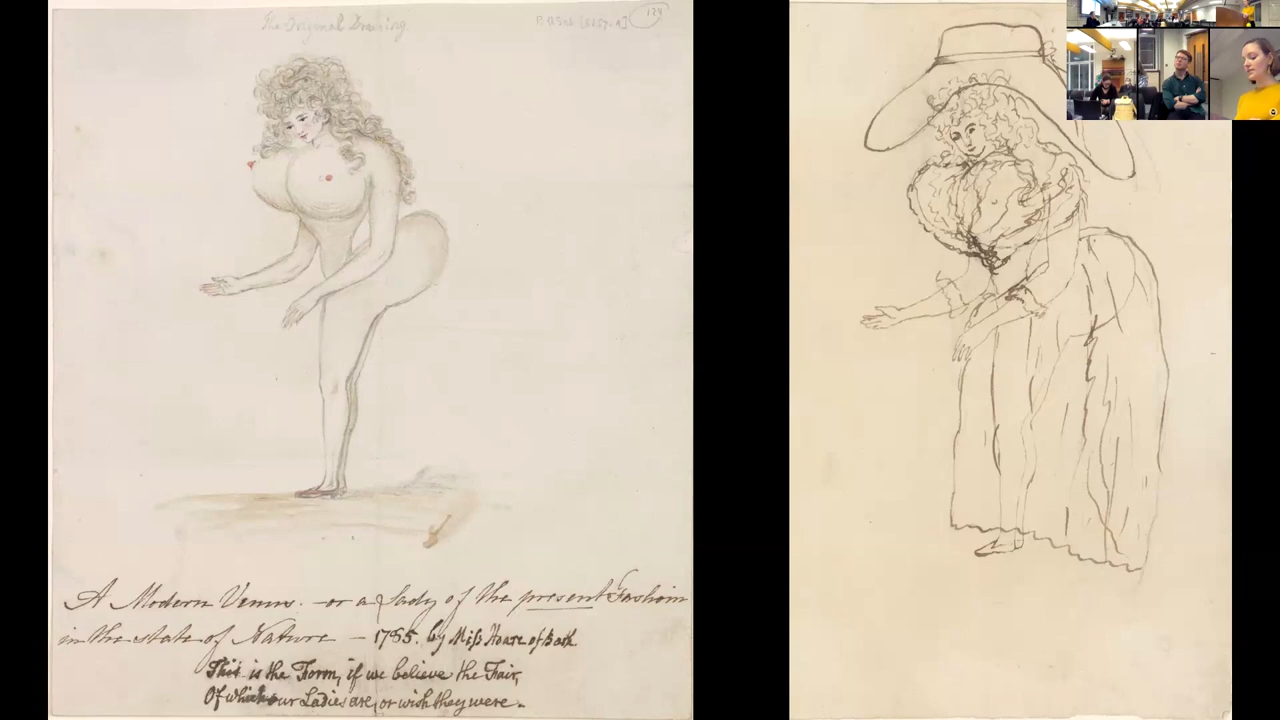 The Original Drawing
124
A Modern Venus. - or a Lady of the present Fashion
in the state of Nature - 1785. by Miss Hoare of Bath
This is the Form, if we believe the Fair,
Of which our Ladies are, or wish they were.